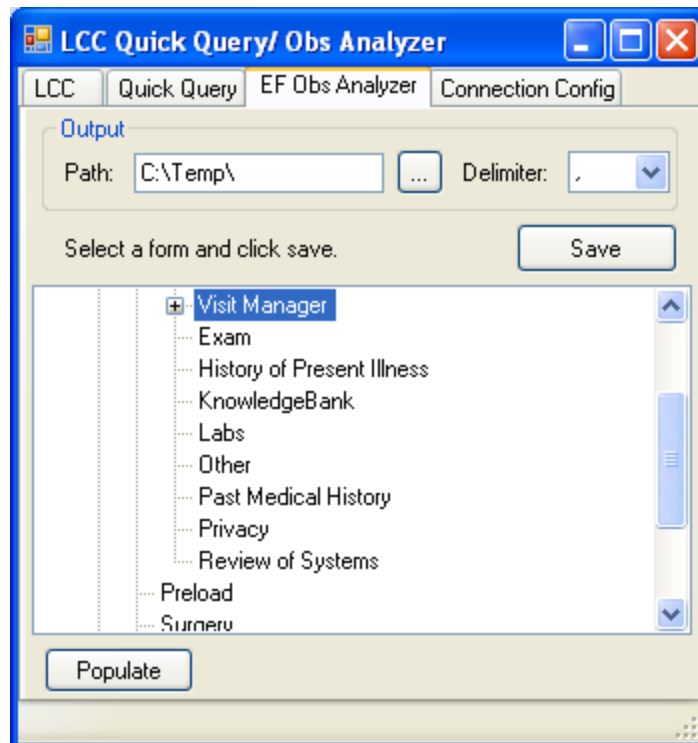 LCC Quick Query/ Obs Analyzer
LCC Quick Query EF Obs Analyzer Connection Config
Output
Path: C:\Temp\ ... Delimiter: ,
Select a form and click save. Save
Visit Manager
Exam
History of Present Illness
KnowledgeBank
Labs
Other
Past Medical History
Privacy
Review of Systems
Preload
Surgery
Populate